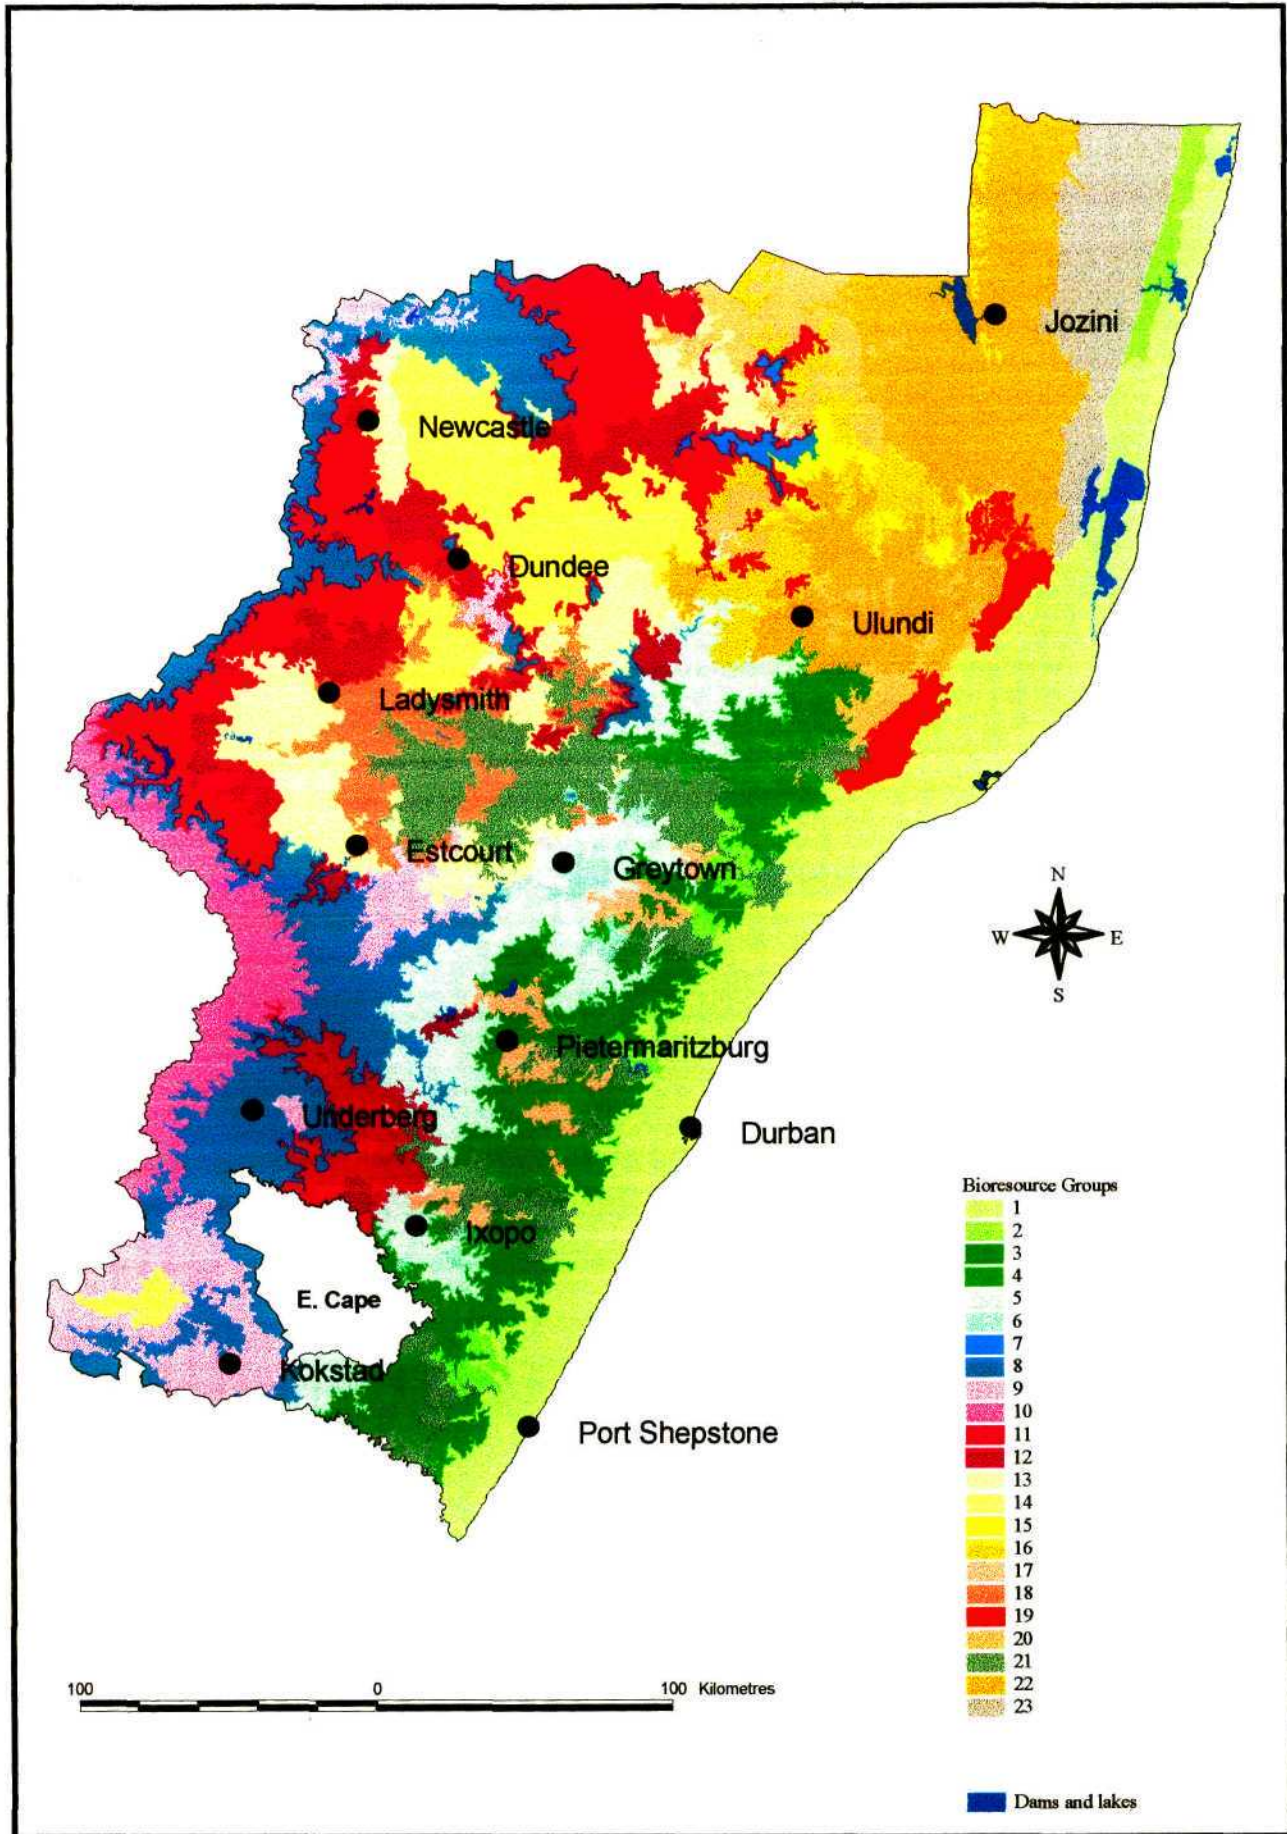 Jozini
Newcastle
Dundee
Ulundi
Ladysmith
Estcourt
Greytown
N
W E
S
Pietermaritzburg
Underberg
Durban
Bioresource Groups
1
2
3
4
5
6
7
8
9
10
11
12
13
14
15
16
17
18
19
20
21
22
23
Ixopo
E. Cape
Kokstad
Port Shepstone
100 0 100 Kilometres
Dams and lakes